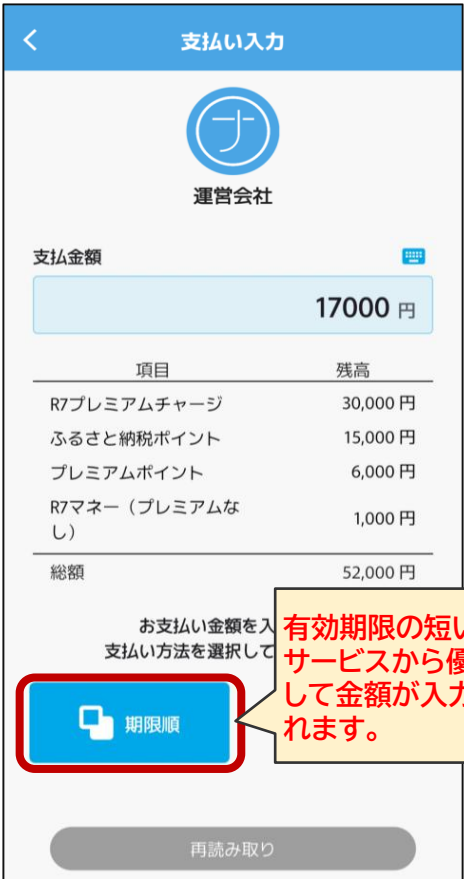 支払い入力
ナ
運営会社
支払金額
17000 円
項目 残高
R7プレミアムチャージ 30,000 円
ふるさと納税ポイント 15,000 円
プレミアムポイント 6,000 円
R7マネー（プレミアムな
し） 1,000 円
総額 52,000 円
お支払い金額を入
支払い方法を選択して
有効期限の短い
サービスから優
して金額が入力
れます。
期限順
再読み取り